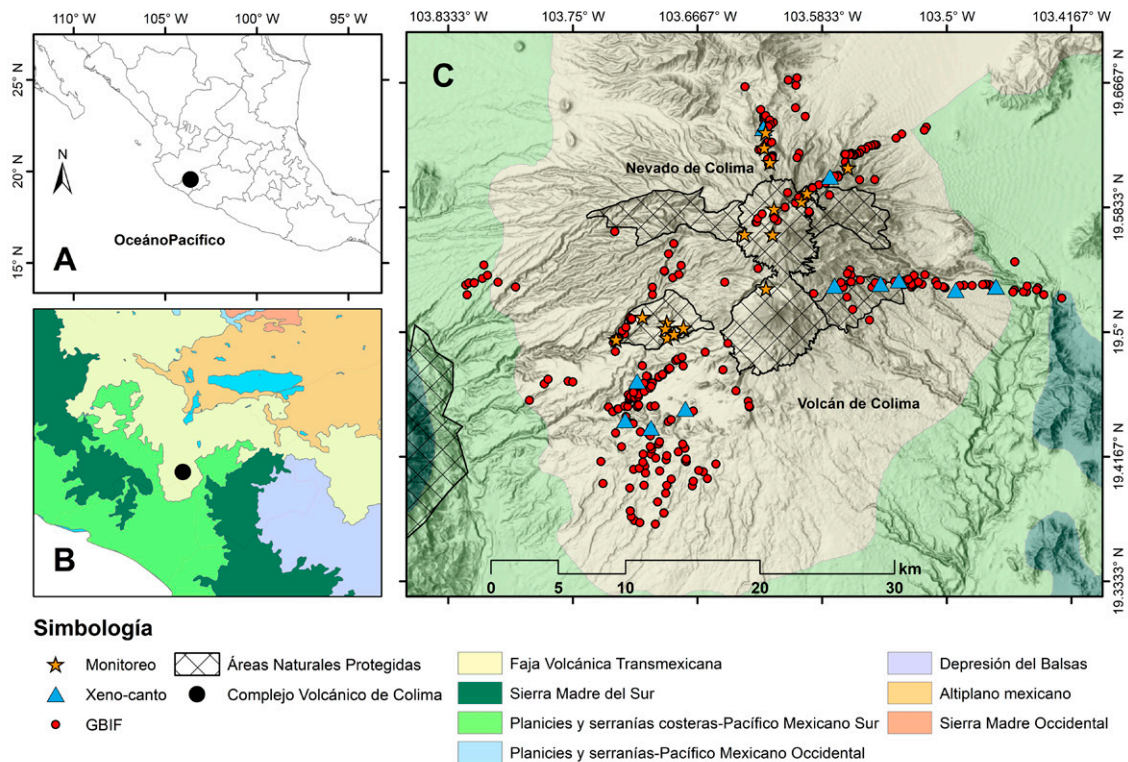 110° W 105° W 100° W 95° W
25° N
20° N
15° N
N
OceánoPacífico
A
B
103.8333° W 103.75° W 103.6667° W 103.5833° W 103.5° W 103.4167° W
C
19.6667° N
19.5833° N
19.5° N
19.4167° N
19.3333° N
Nevado de Colima
Volcán de Colima
0 5 10 20 30 km
Simbología
Monitoreo
Xeno-canto
GBIF
Áreas Naturales Protegidas
Complejo Volcánico de Colima
Faja Volcánica Transmexicana
Sierra Madre del Sur
Planicies y serranías costeras-Pacífico Mexicano Sur
Planicies y serranías-Pacífico Mexicano Occidental
Depresión del Balsas
Altiplano mexicano
Sierra Madre Occidental